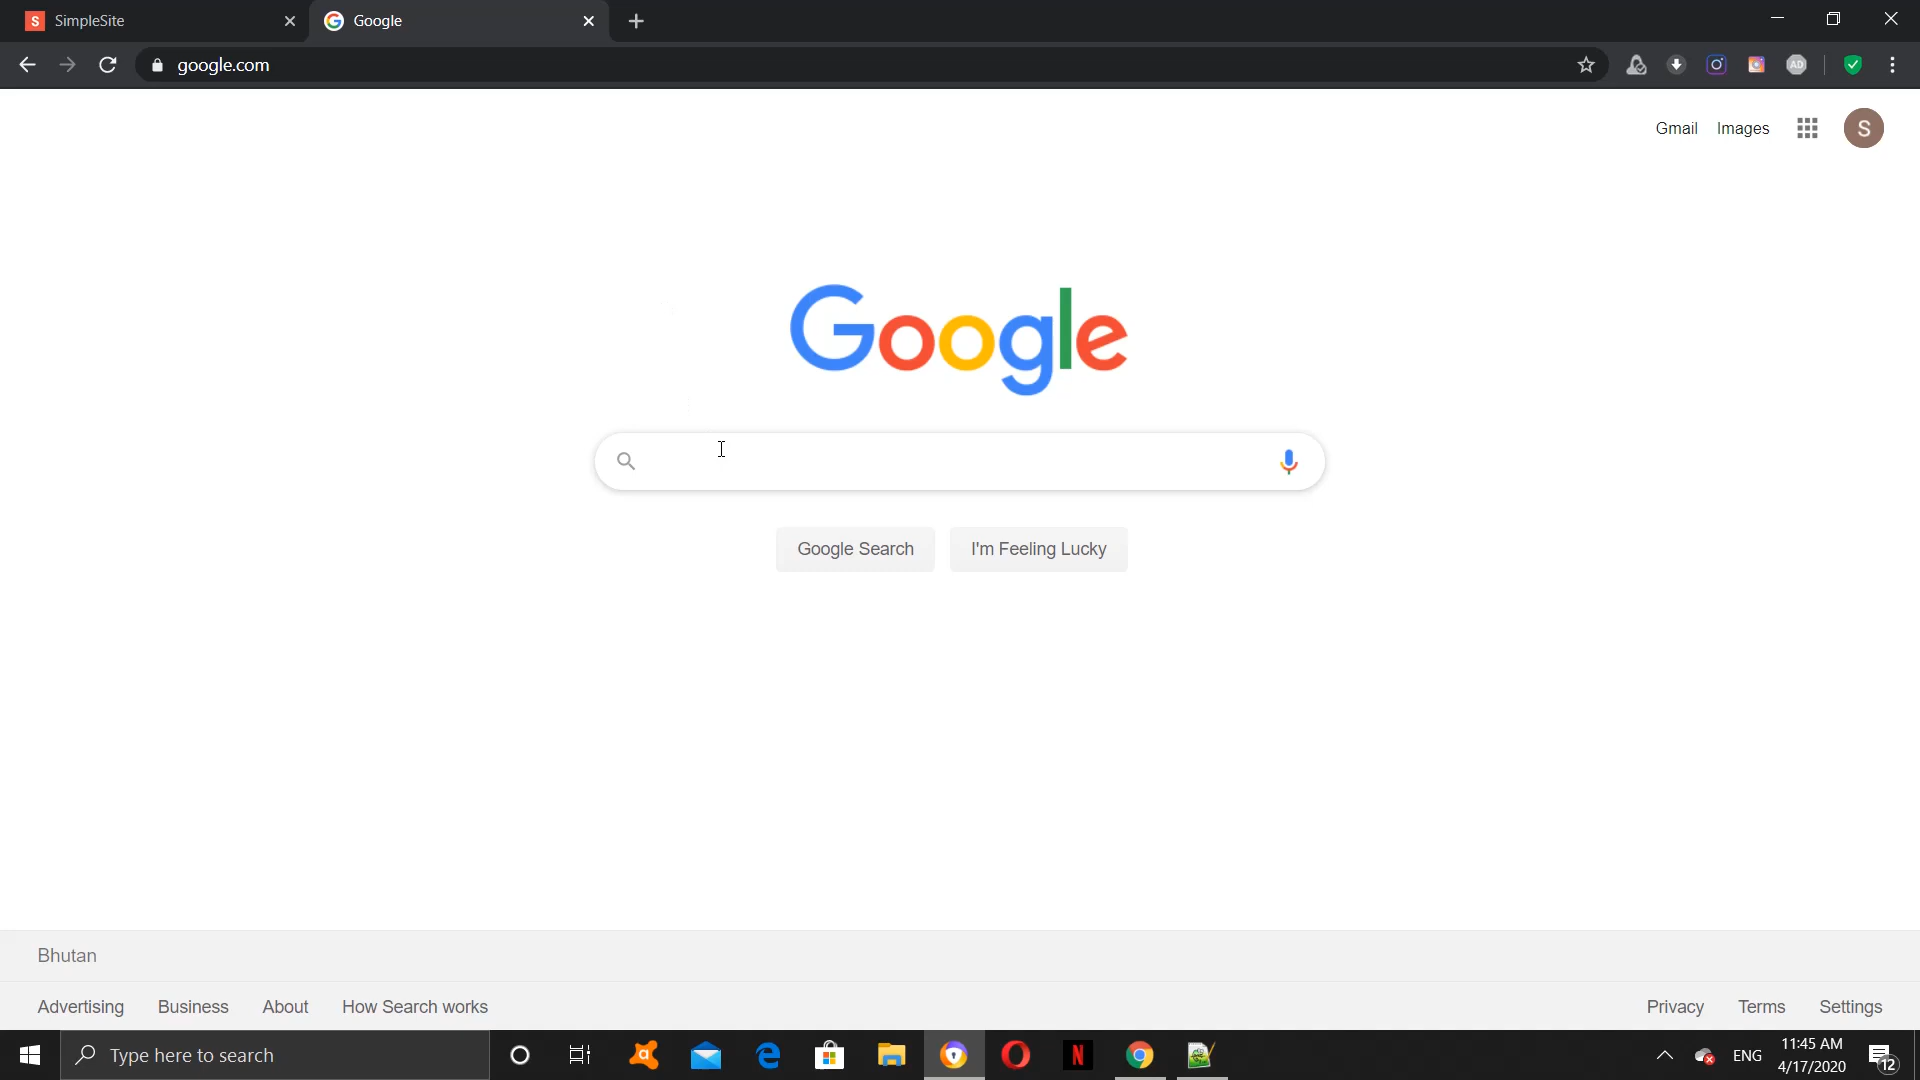 SimpleSite
Google
google.com
Gmail Images S
Google
Google Search I'm Feeling Lucky
Bhutan
Advertising Business About How Search works Privacy Terms Settings
Type here to search
ENG 11:45 AM
4/17/2020
12